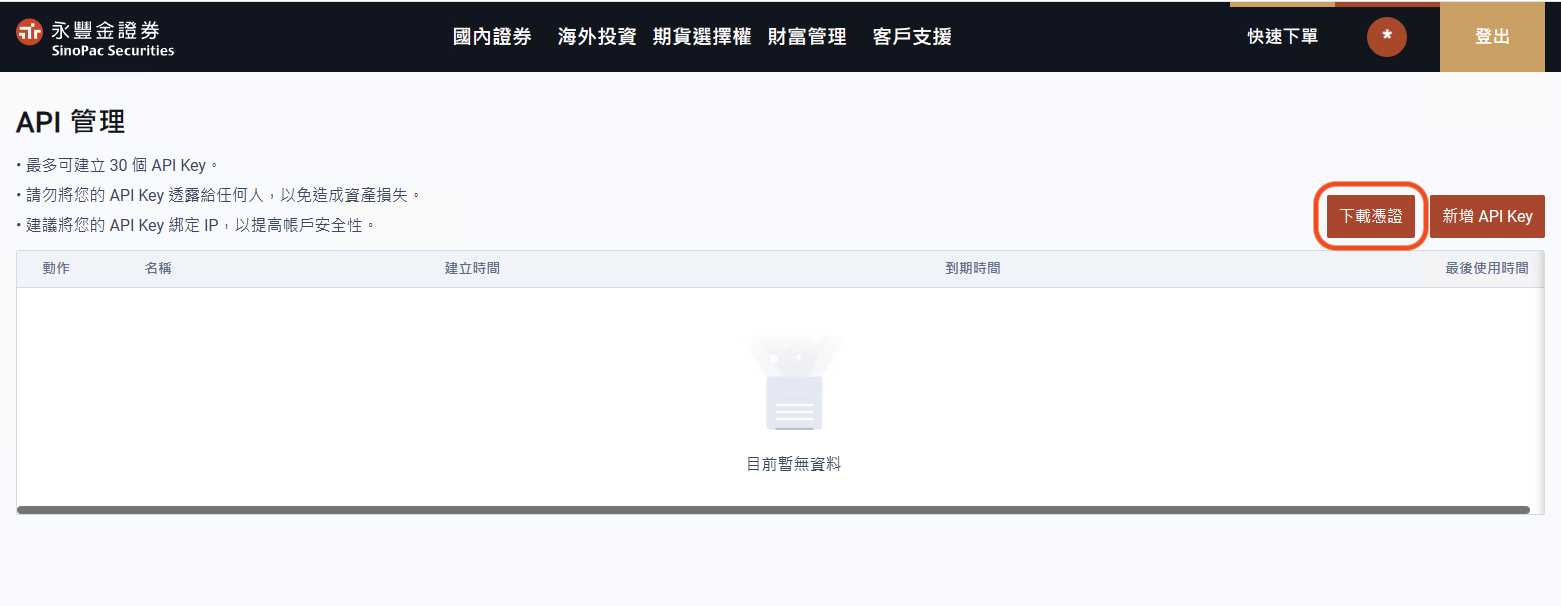 永豐金證券
SinoPac Securities
國內證券 海外投資 期貨選擇權 財富管理 客戶支援 快速下單 * 登出
API 管理
• 最多可建立 30 個 API Key。
• 請勿將您的 API Key 透露給任何人，以免造成資產損失。
• 建議將您的 API Key 綁定 IP，以提高帳戶安全性。
下載憑證 新增 API Key
動作 名稱 建立時間 到期時間 最後使用時間
目前暫無資料